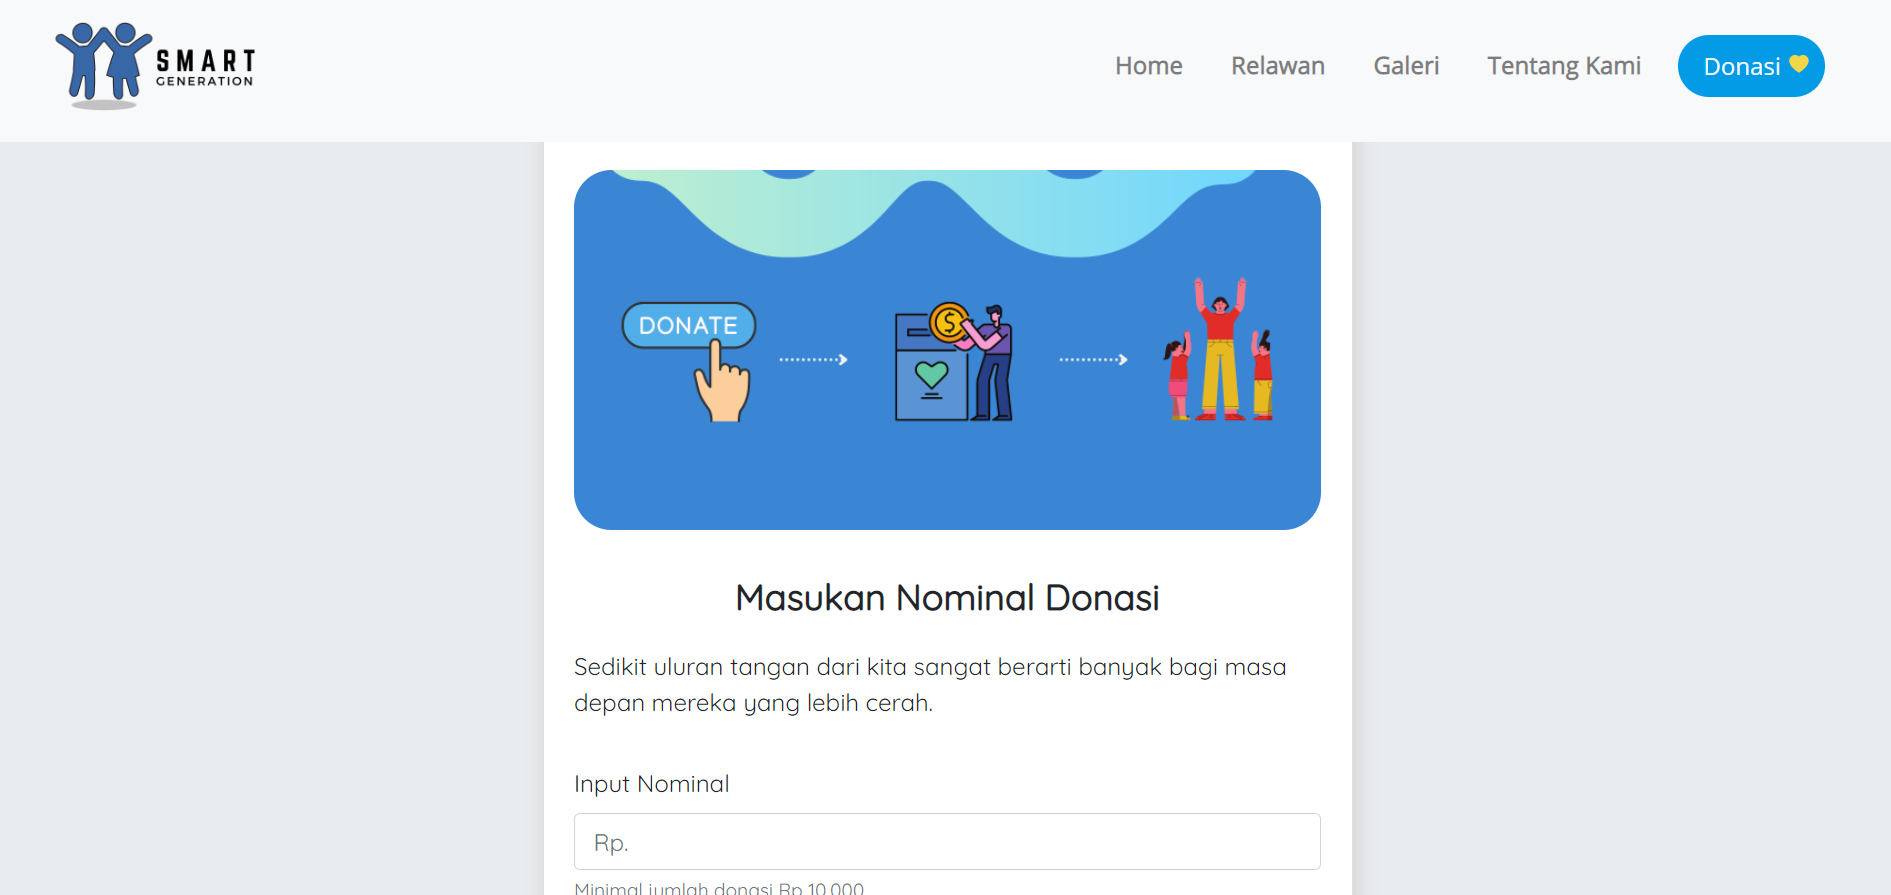 SMART
GENERATION
Home Relawan Galeri Tentang Kami Donasi
DONATE
Masukan Nominal Donasi
Sedikit uluran tangan dari kita sangat berarti banyak bagi masa
depan mereka yang lebih cerah.
Input Nominal
Rp.
Minimal jumlah donasi Rp 10.000